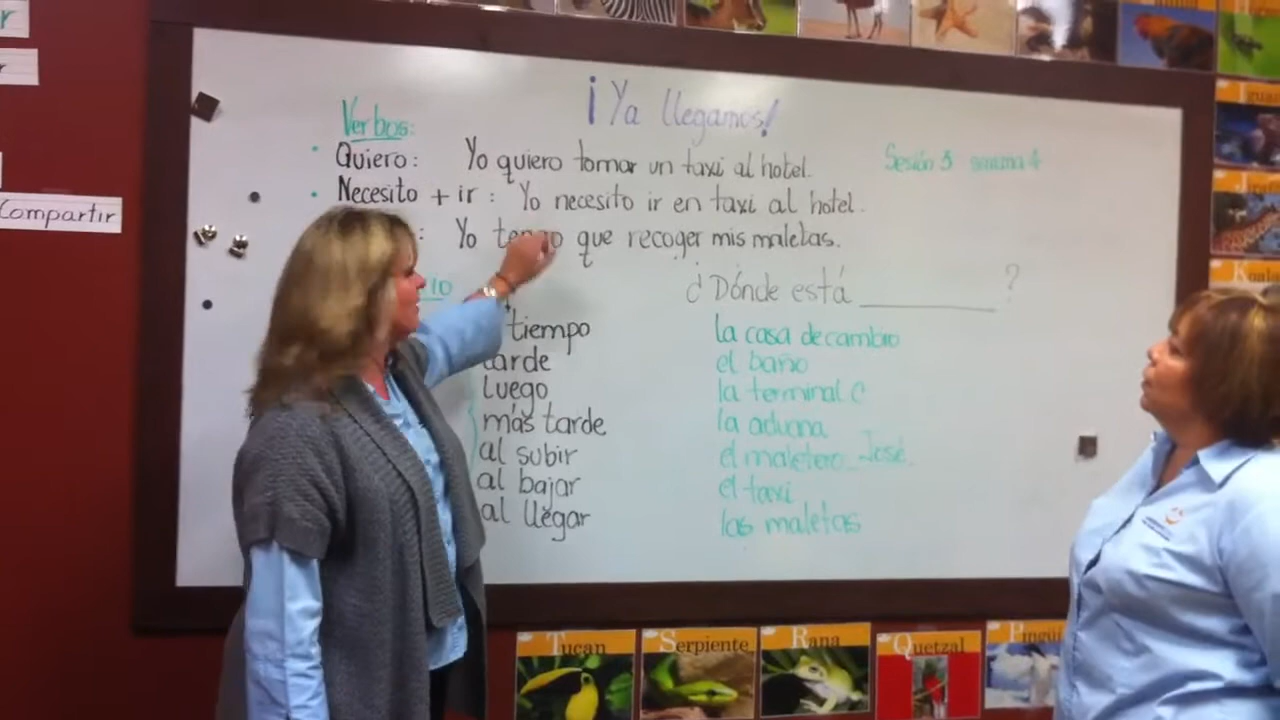 Compartir
¡Ya llegamos!
Verbos:
Quiero: Yo quiero tomar un taxi al hotel.
Sesión 3 semana 4
Necesito + ir: Yo necesito ir en taxi al hotel.
: Yo tengo que recoger mis maletas.
¿Dónde está ________?
tiempo
tarde
luego
más tarde
al subir
al bajar
al llegar
la casa de cambio
el baño
la terminal C
la aduana
el maletero José.
el taxi
las maletas
Tucan
Serpiente
Rana
Quetzal